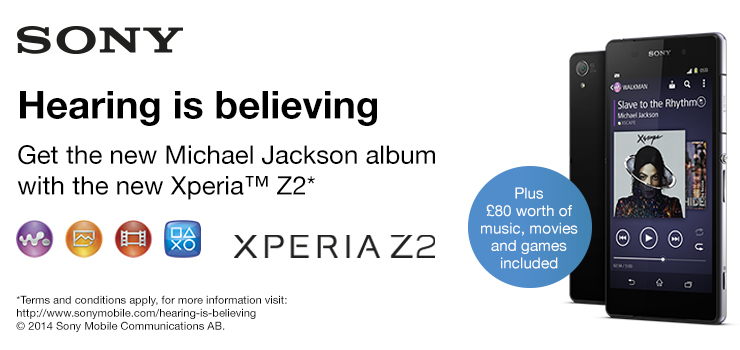 SONY
Hearing is believing
Get the new Michael Jackson album
with the new Xperia™ Z2*
XPERIA Z2
*Terms and conditions apply, for more information visit:
http://www.sonymobile.com/hearing-is-believing
© 2014 Sony Mobile Communications AB.
Plus
£80 worth of
music, movies
and games
included
SONY
WALKMAN
Slave to the Rhythm
Michael Jackson
XSCAPE
Xscape